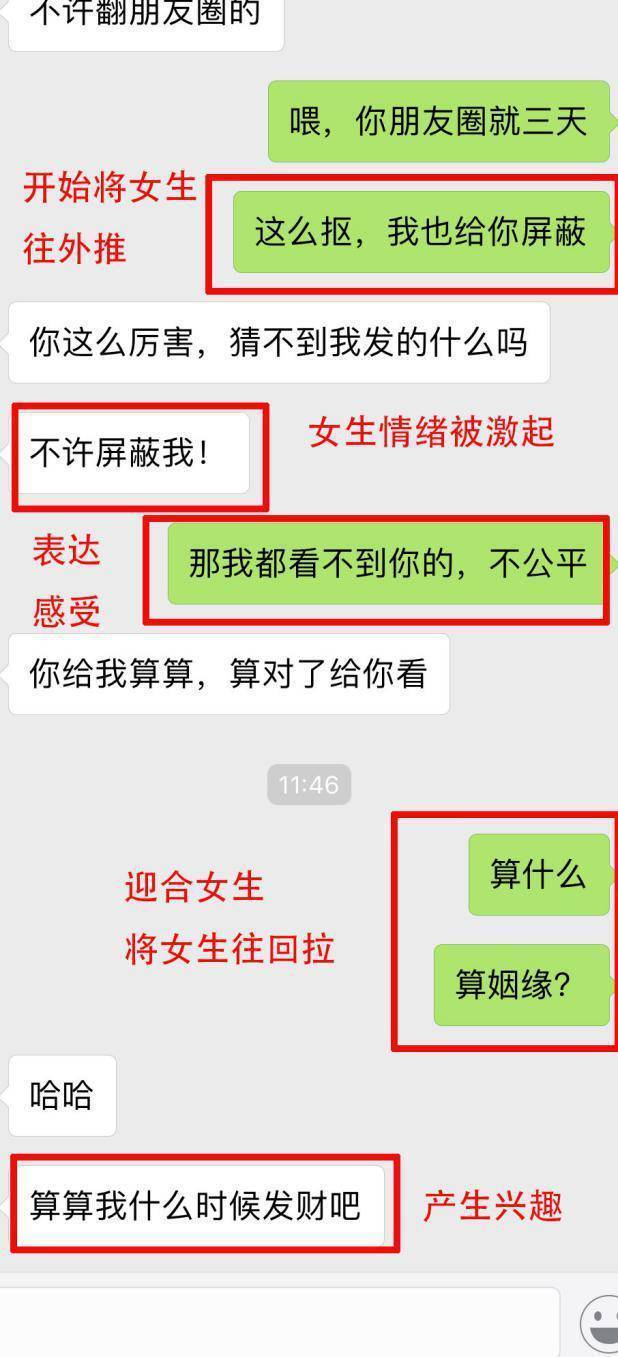 不许翻朋友圈的
喂，你朋友圈就三天
开始将女生
往外推
这么抠，我也给你屏蔽
你这么厉害，猜不到我发的什么吗
不许屏蔽我！
女生情绪被激起
表达
感受
那我都看不到你的，不公平
你给我算算，算对了给你看
11:46
算什么
迎合女生
将女生往回拉
算姻缘？
哈哈
算算我什么时候发财吧
产生兴趣